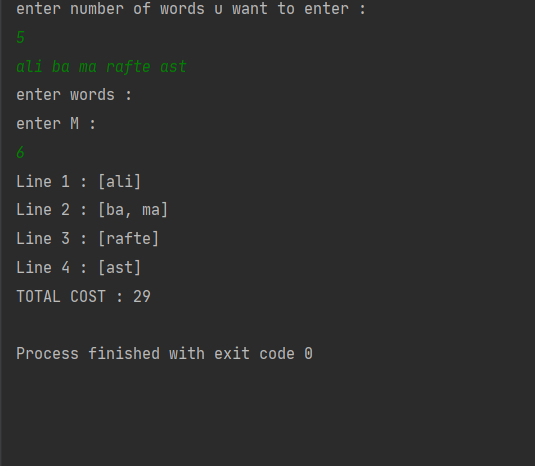 enter number of words u want to enter :
5
ali ba ma rafte ast
enter words :
enter M :
6
Line 1 : [ali]
Line 2 : [ba, ma]
Line 3 : [rafte]
Line 4 : [ast]
TOTAL COST : 29
Process finished with exit code 0